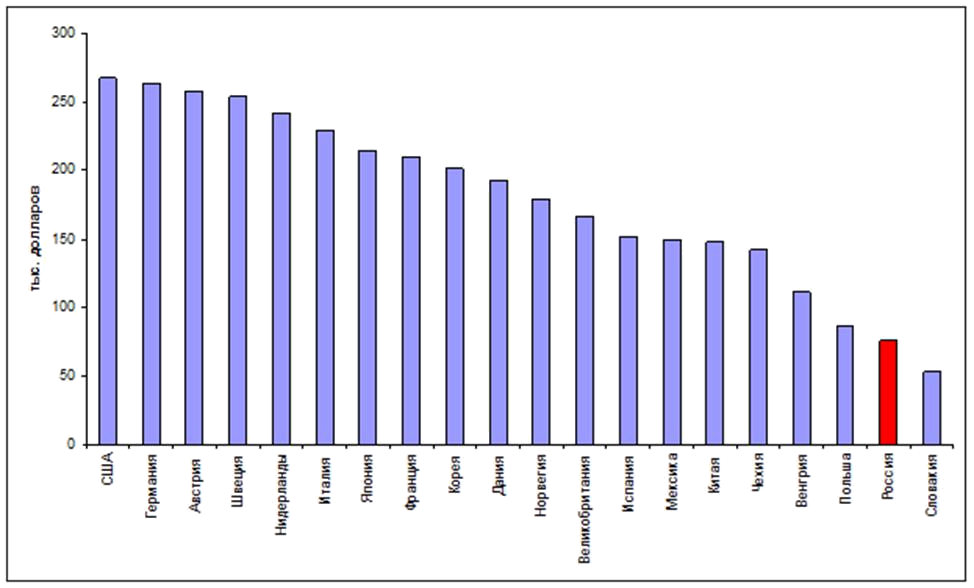 300
250
200
150
100
50
0
тыс. долларов
США
Германия
Австрия
Швеция
Нидерланды
Италия
Япония
Франция
Корея
Дания
Норвегия
Великобритания
Испания
Мексика
Китая
Чехия
Венгрия
Польша
Россия
Словакия